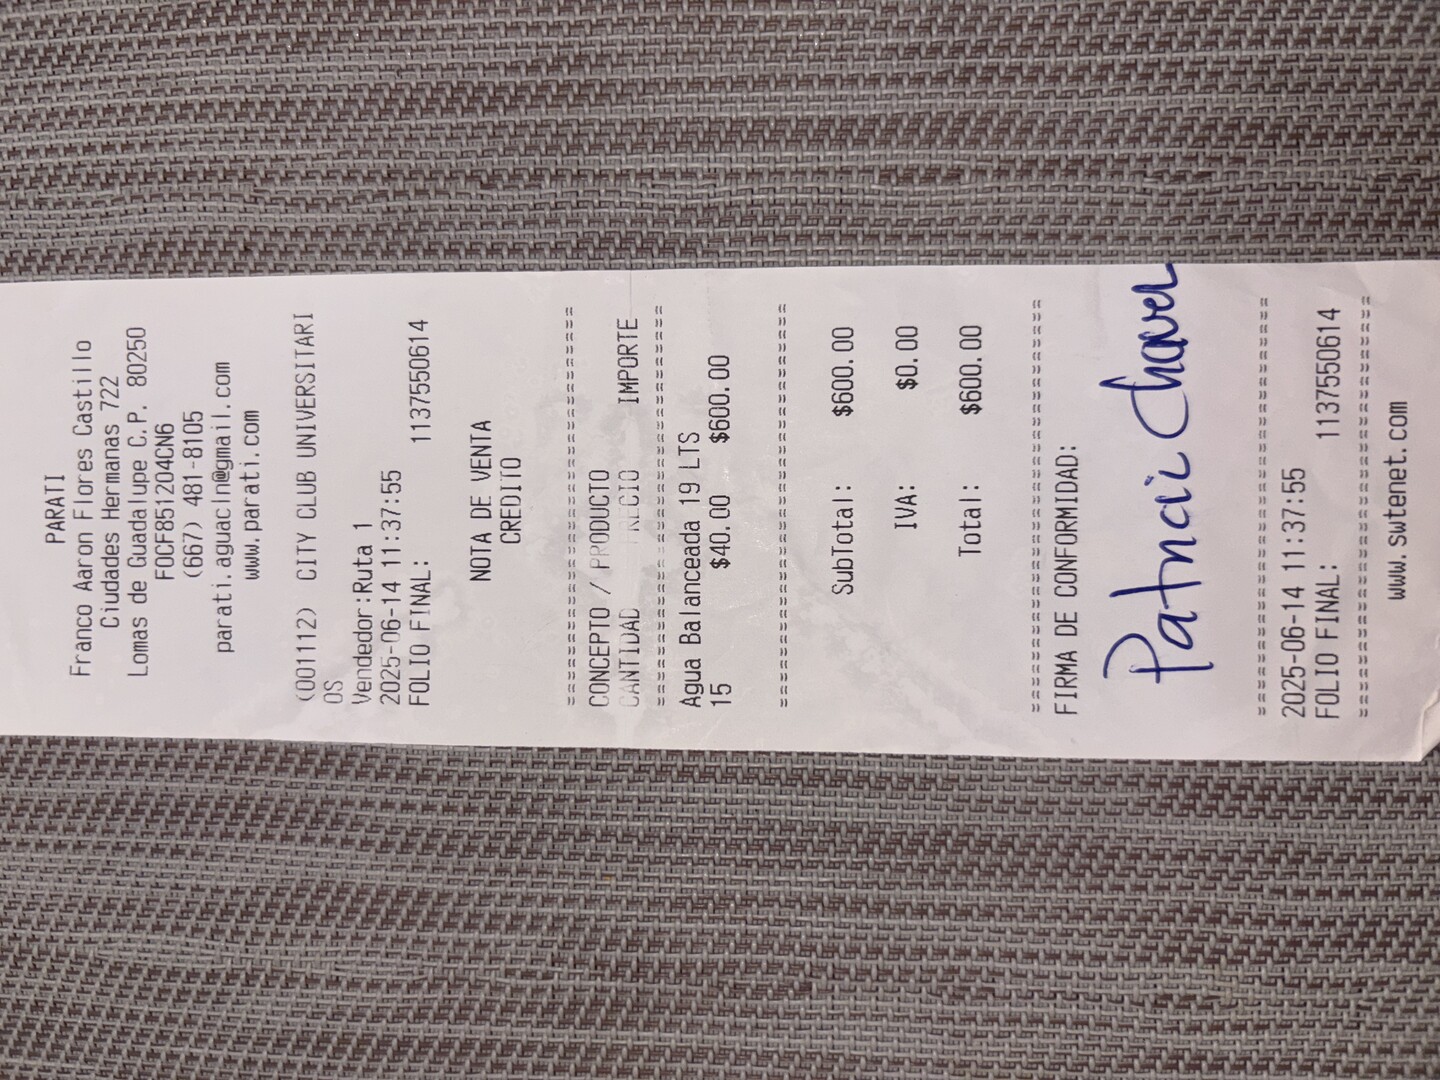 PARATI
Franco Aaron Flores Castillo
Ciudades Hermanas 722
Lomas de Guadalupe C.P. 80250
FOCF851204CN6
(667) 481-8105
parati.aguacln@gmail.com
www.parati.com
(001112) CITY CLUB UNIVERSITARI
OS
Vendedor:Ruta 1
2025-06-14 11:37:55
FOLIO FINAL: 1137550614
NOTA DE VENTA
CREDITO
==============================
CONCEPTO / PRODUCTO
CANTIDAD PRECIO IMPORTE
==============================
Agua Balanceada 19 LTS
15 $40.00 $600.00
==============================
SubTotal: $600.00
IVA: $0.00
Total: $600.00
==============================
FIRMA DE CONFORMIDAD:
Patricia Chavez
==============================
2025-06-14 11:37:55
FOLIO FINAL: 1137550614
==============================
www.swtenet.com